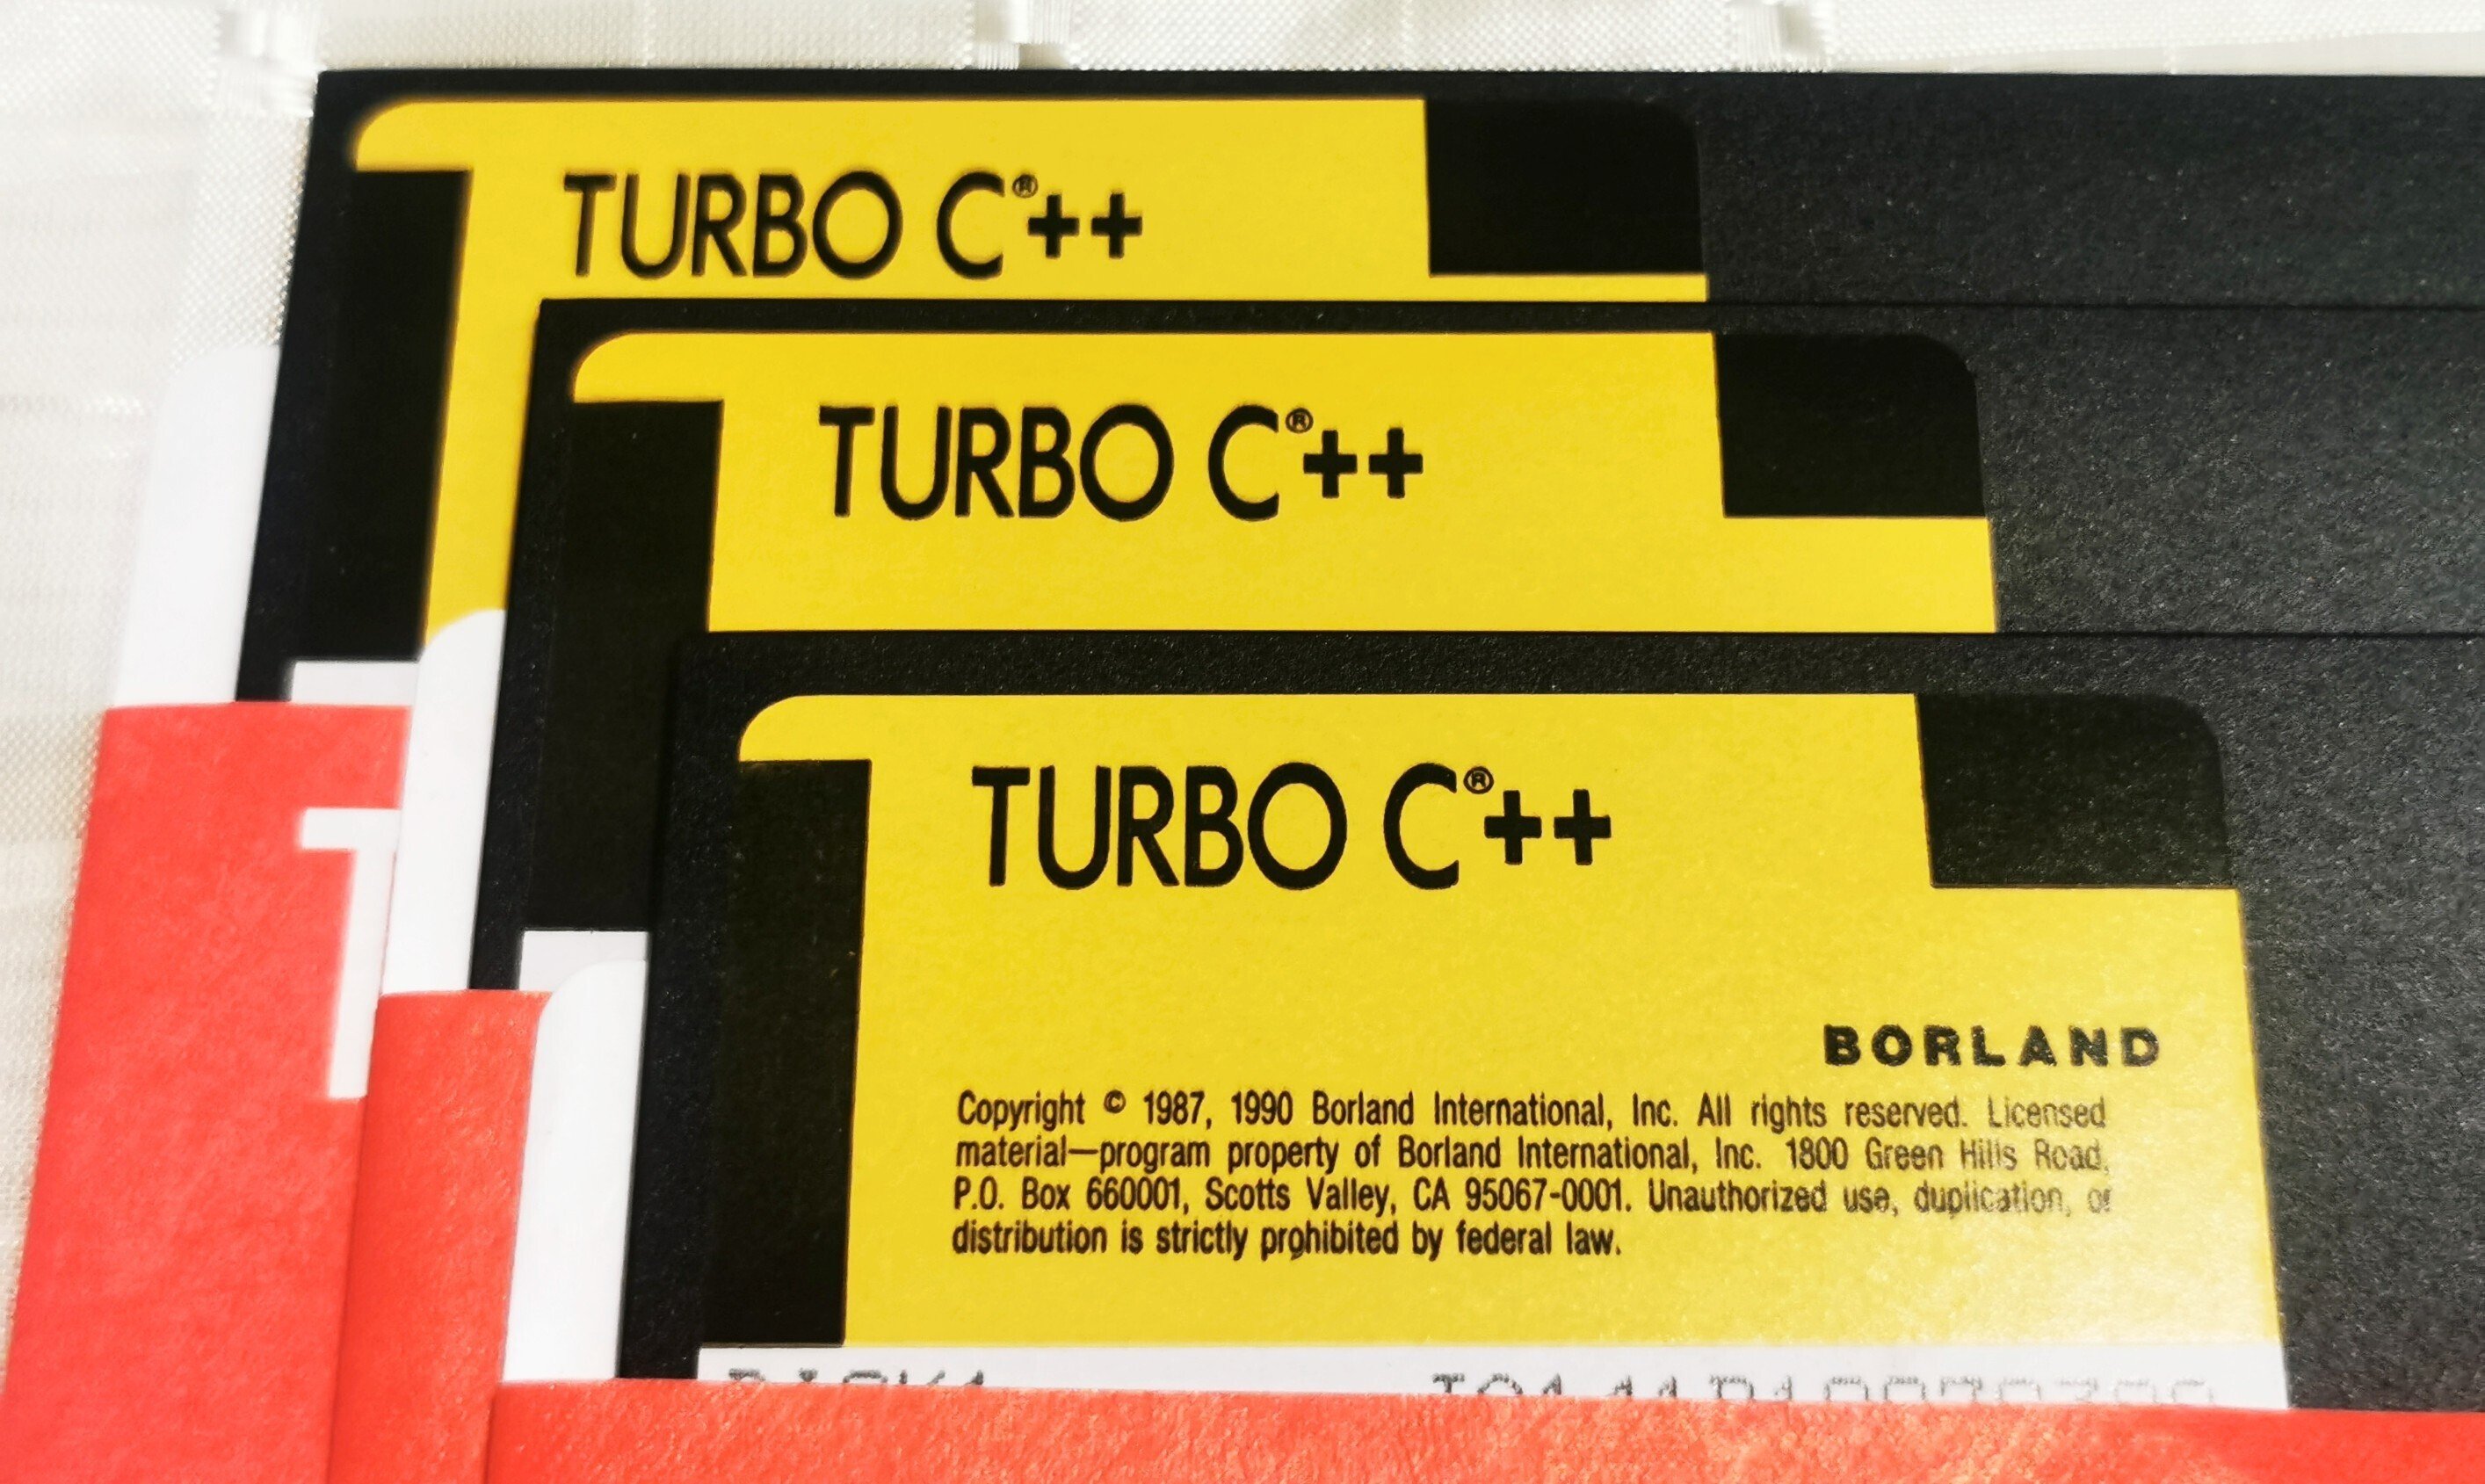 TURBO C®++
TURBO C®++
TURBO C®++
BORLAND
Copyright © 1987, 1990 Borland International, Inc. All rights reserved. Licensed
material—program property of Borland International, Inc. 1800 Green Hills Road,
P.O. Box 660001, Scotts Valley, CA 95067-0001. Unauthorized use, duplication, or
distribution is strictly prohibited by federal law.